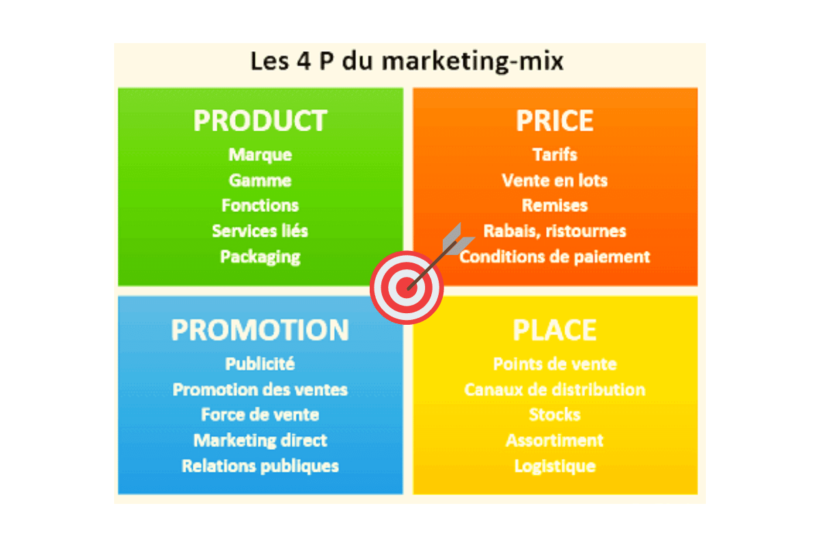 Les 4 P du marketing-mix
PRODUCT
Marque
Gamme
Fonctions
Services liés
Packaging
PRICE
Tarifs
Vente en lots
Remises
Rabais, ristournes
Conditions de paiement
PROMOTION
Publicité
Promotion des ventes
Force de vente
Marketing direct
Relations publiques
PLACE
Points de vente
Canaux de distribution
Stocks
Assortiment
Logistique